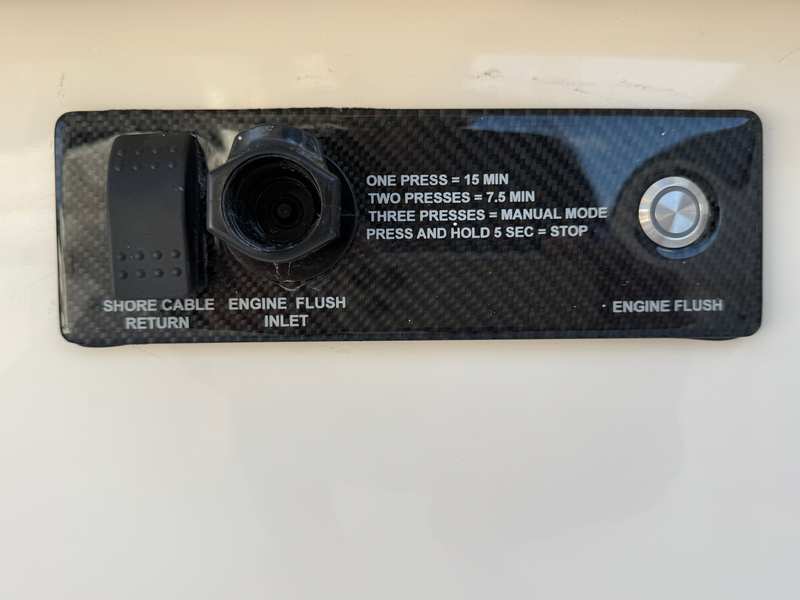 ONE PRESS = 15 MIN
TWO PRESSES = 7.5 MIN
THREE PRESSES = MANUAL MODE
PRESS AND HOLD 5 SEC = STOP
SHORE CABLE
RETURN
ENGINE FLUSH
INLET
ENGINE FLUSH